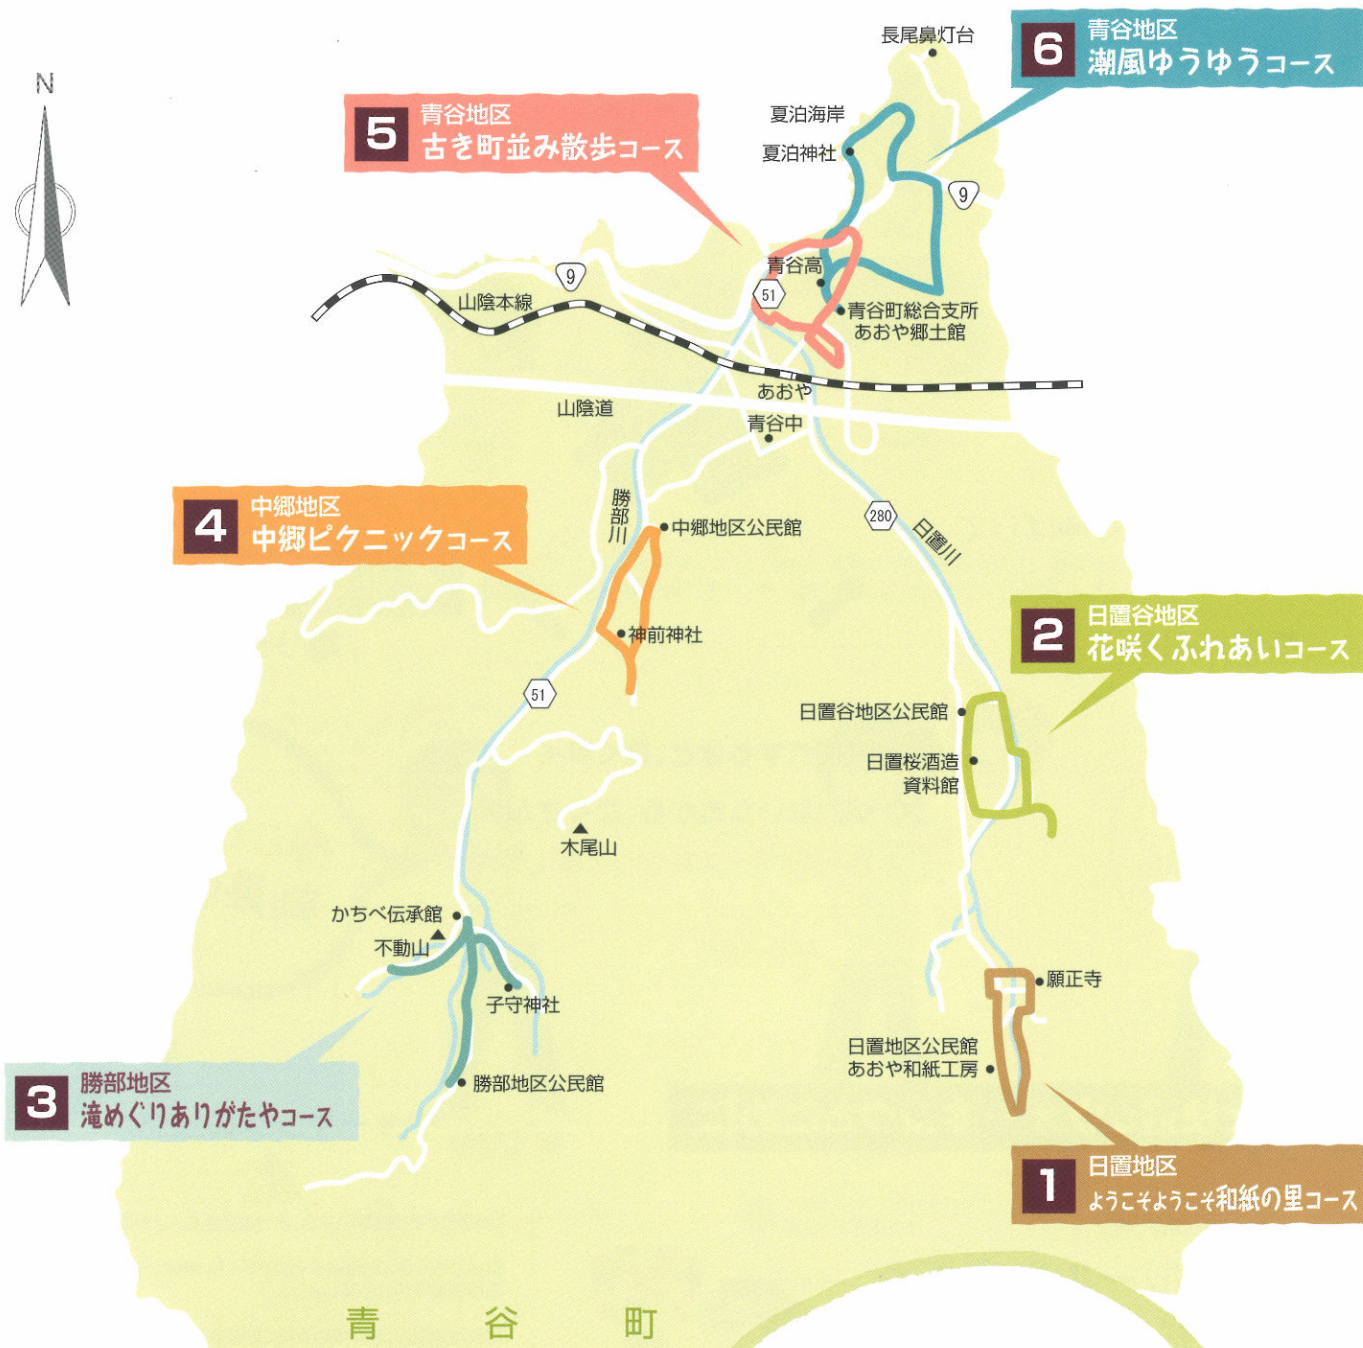 N
長尾鼻灯台
6
青谷地区
潮風ゆうゆうコース
5
青谷地区
古き町並み散歩コース
夏泊海岸
夏泊神社
9
9
山陰本線
青谷高
51
青谷町総合支所
あおや郷土館
あおや
山陰道
青谷中
4
中郷地区
中郷ピクニックコース
勝部川
中郷地区公民館
280
日置川
神前神社
2
日置谷地区
花咲くふれあいコース
51
日置谷地区公民館
日置桜酒造
資料館
木尾山
かちべ伝承館
不動山
子守神社
願正寺
日置地区公民館
あおや和紙工房
3
勝部地区
滝めぐりありがたやコース
勝部地区公民館
1
日置地区
ようこそようこそ和紙の里コース
青谷町